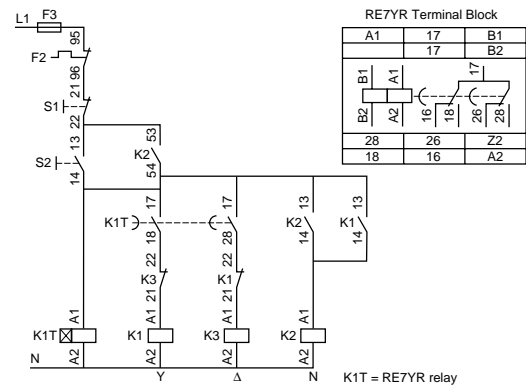 L1 F3
RE7YR Terminal Block
A1 17 B1
17 B2
95
F2
96
21
S1
22
13
S2
14
53
K2
54
B1 A1 17
B2 A2 16 18 26 28
28 26 Z2
18 16 A2
17 17 13 13
K1T K2 K1
18 28 14 14
22 22
K3 K1
21 21
A1 A1 A1 A1
K1T K1 K3 K2
A2 A2 A2 A2
N Y Δ N
K1T = RE7YR relay